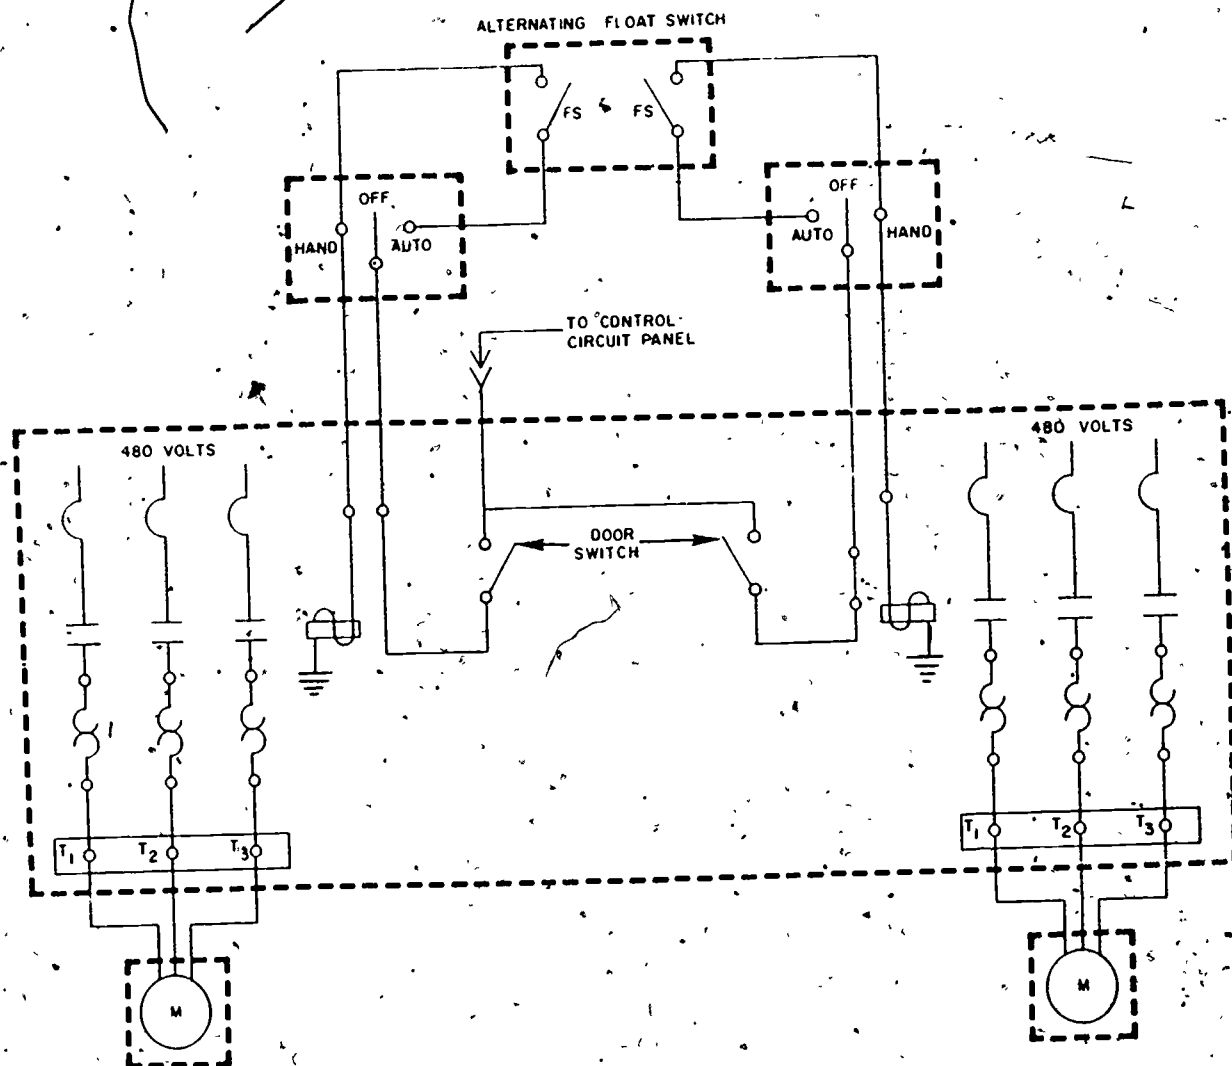 ALTERNATING FLOAT SWITCH
FS
FS
OFF
HAND
AUTO
OFF
AUTO
HAND
TO CONTROL-
CIRCUIT PANEL
480 VOLTS
480 VOLTS
DOOR
SWITCH
T1
T2
T3
T1
T2
T3
M
M